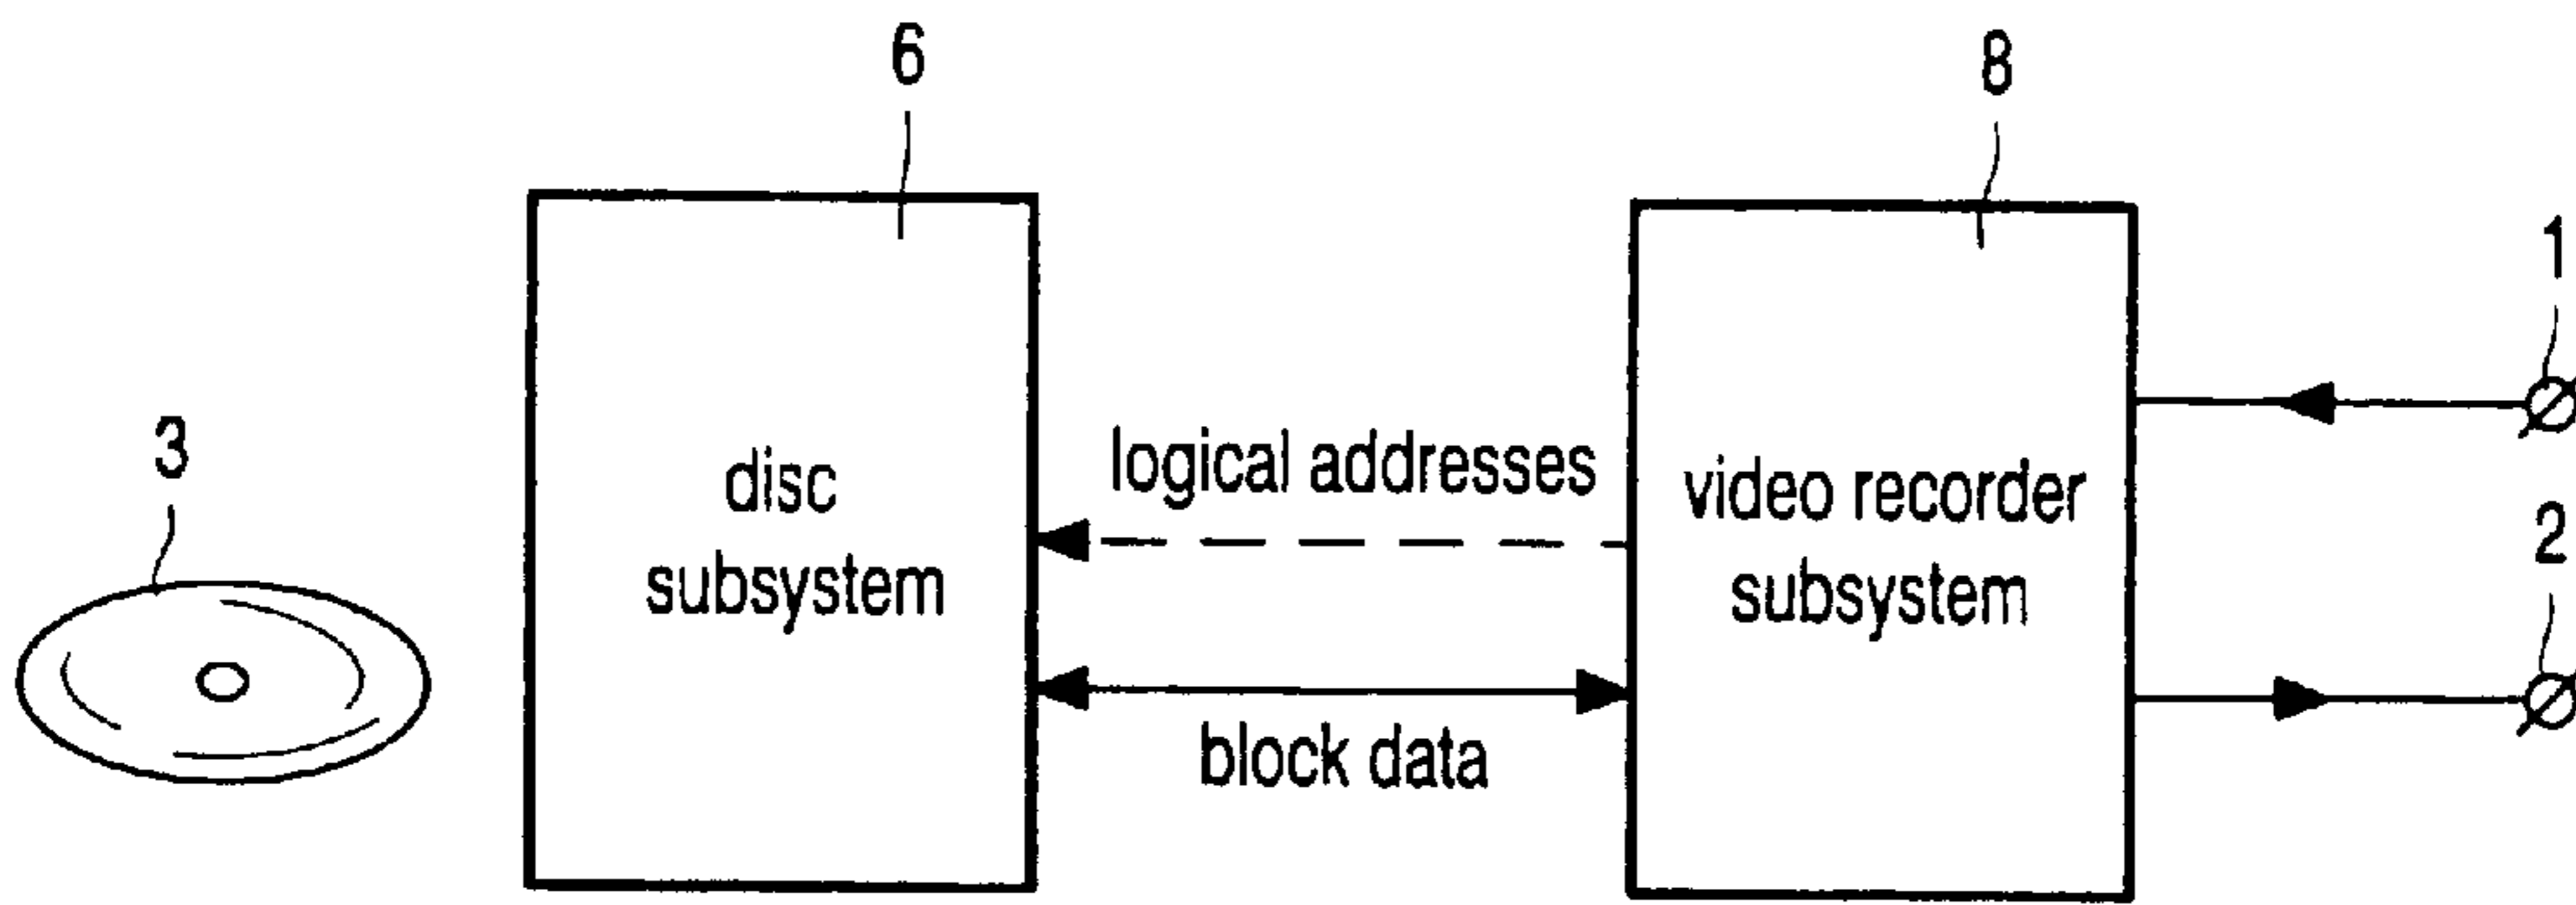 6
8
1
3
disc
subsystem
logical addresses
video recorder
subsystem
2
block data